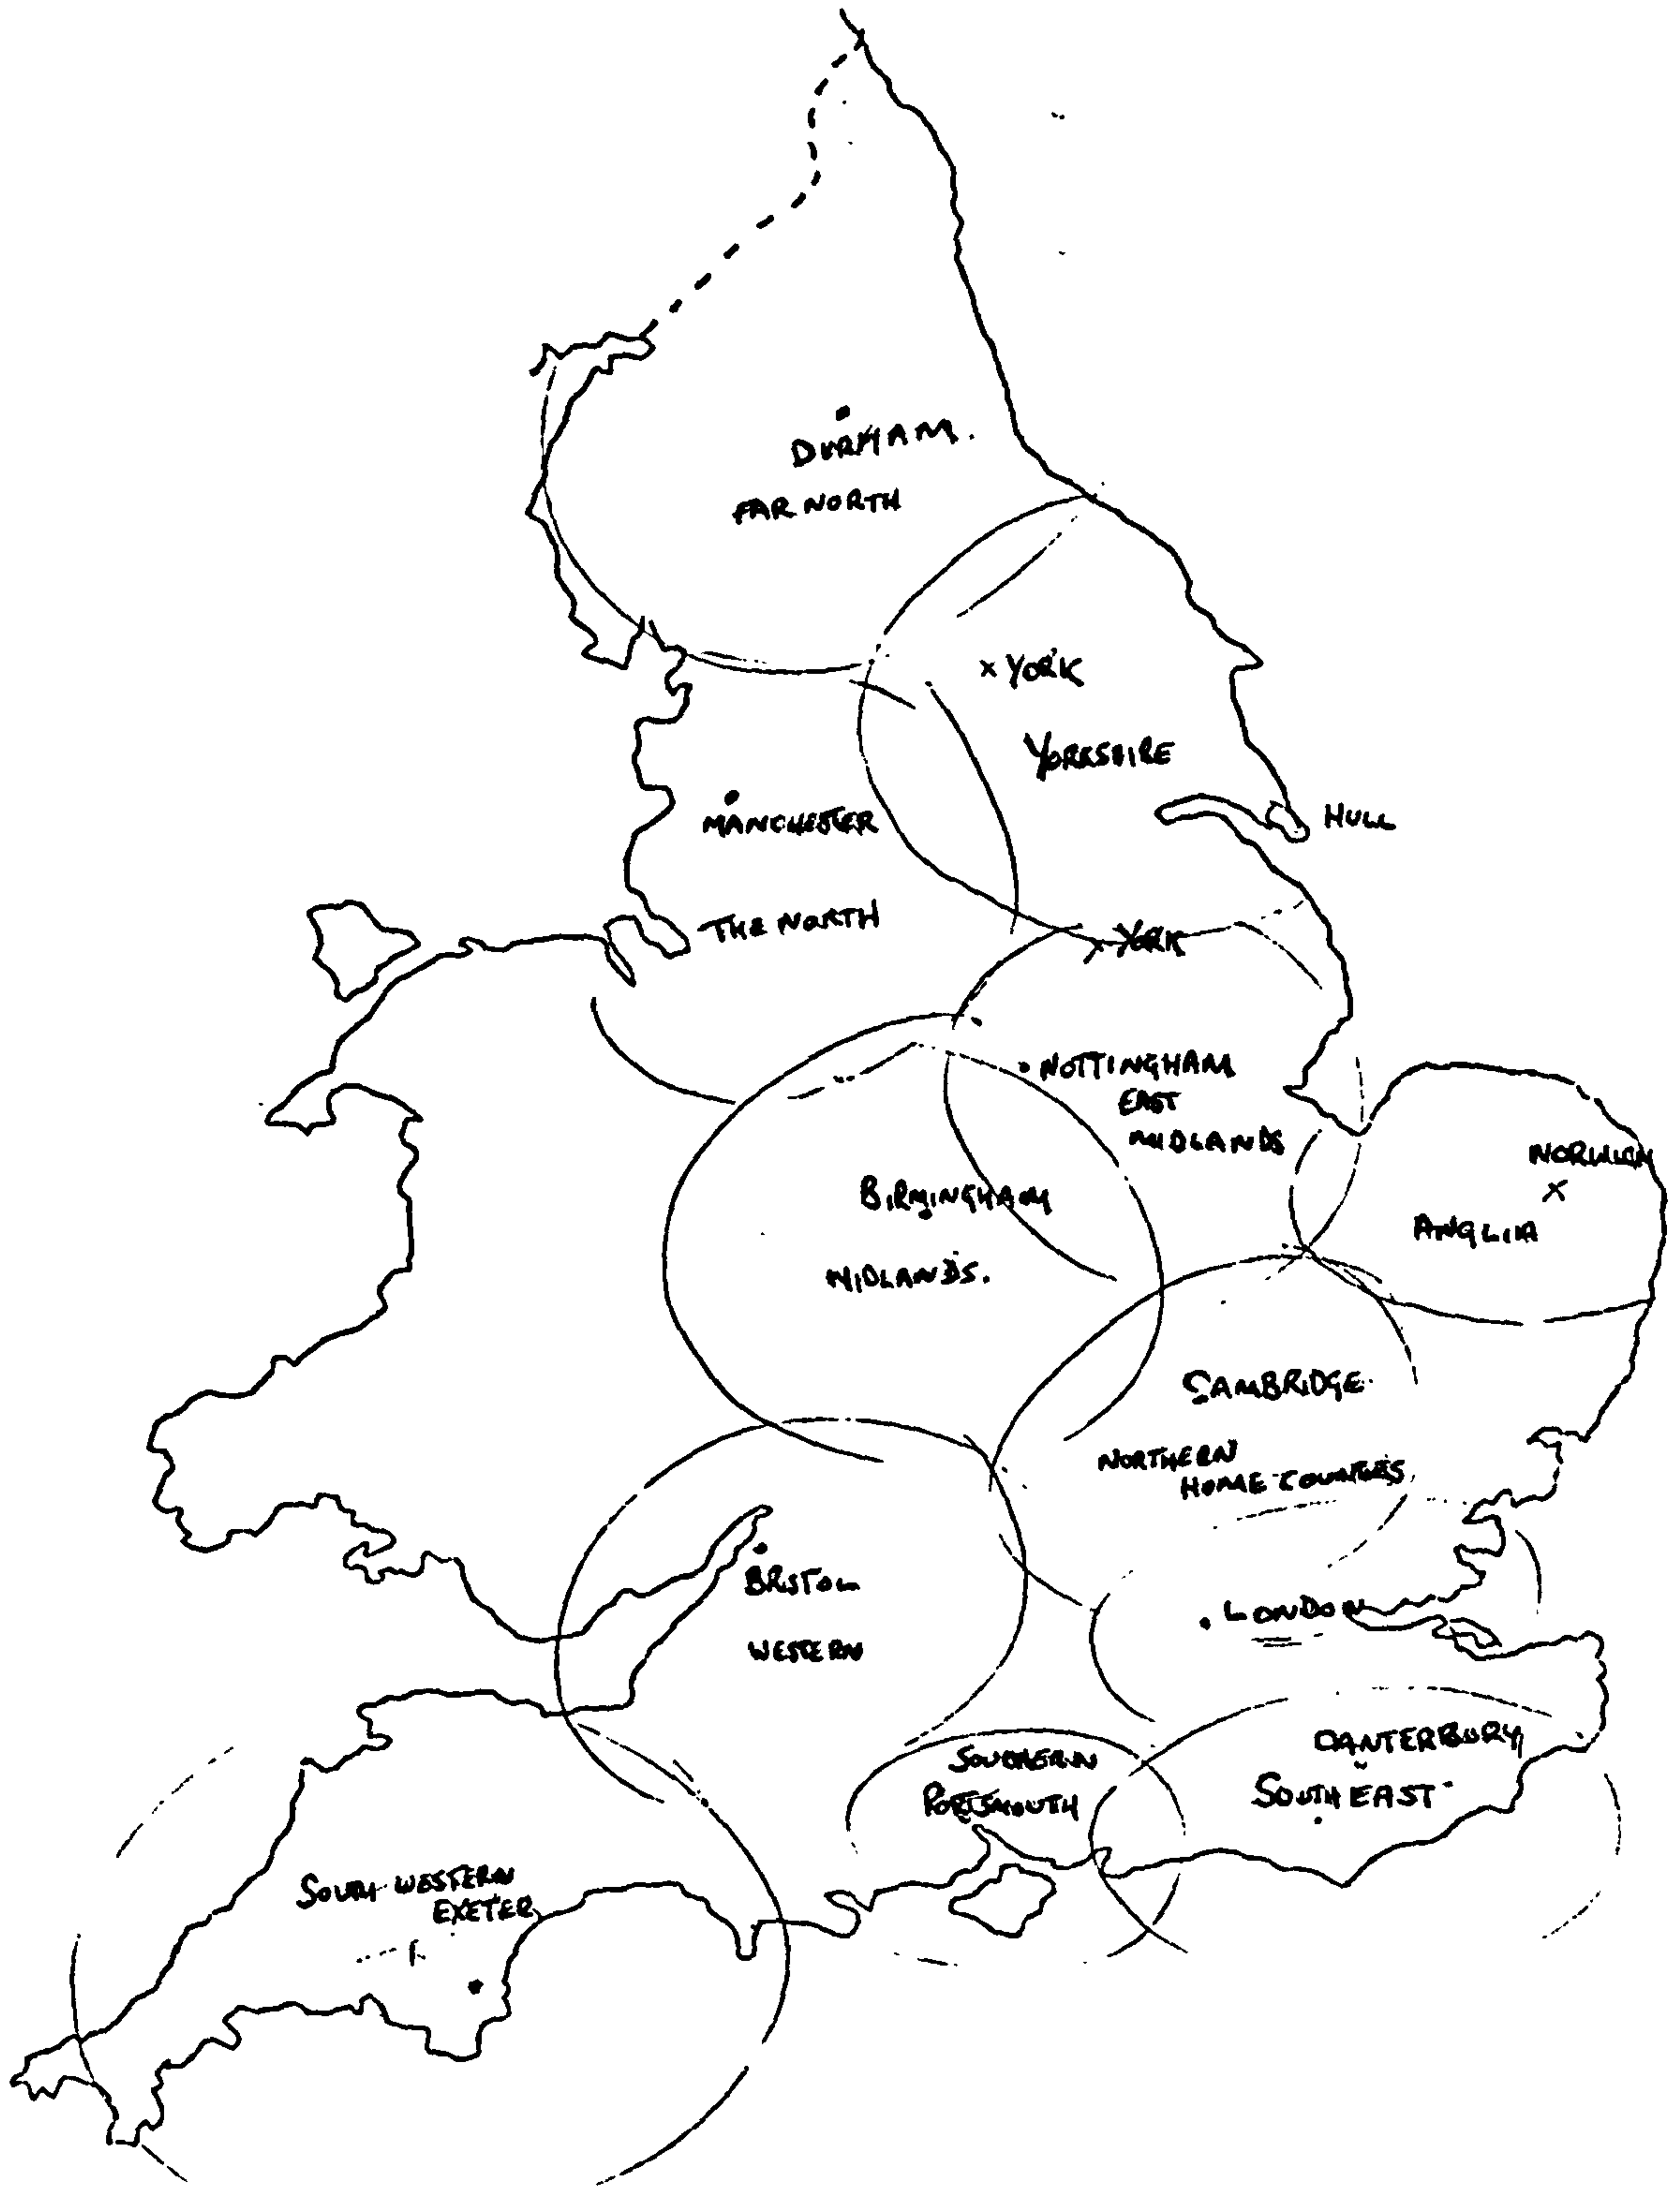 DURHAM.
FAR NORTH
YORK
YORKSHIRE
HULL
MANCHESTER
THE NORTH
YORK
NOTTINGHAM
EAST
MIDLANDS
NORWICH
ANGLIA
BIRMINGHAM
MIDLANDS.
CAMBRIDGE
NORTHERN
HOME COUNTIES
BRISTOL
WESTERN
LONDON
SOUTHERN
PORTSMOUTH
CANTERBURY
SOUTH EAST
SOUTH WESTERN
EXETER